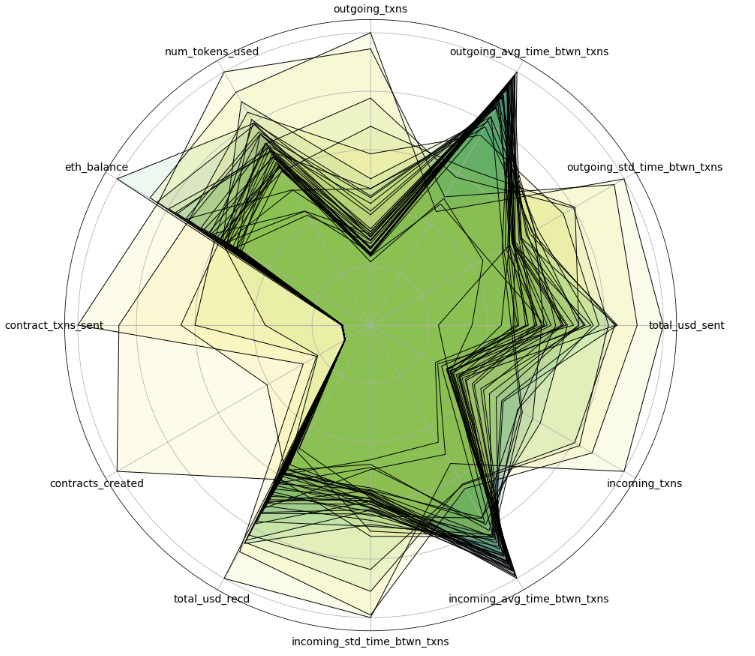 outgoing_txns
num_tokens_used
outgoing_avg_time_btwn_txns
eth_balance
outgoing_std_time_btwn_txns
contract_txns_sent
total_usd_sent
contracts_created
incoming_txns
total_usd_recd
incoming_avg_time_btwn_txns
incoming_std_time_btwn_txns